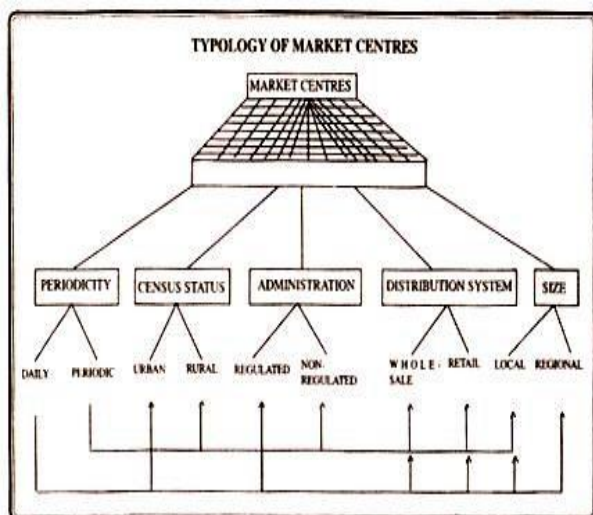 TYPOLOGY OF MARKET CENTRES
MARKET CENTRES
PERIODICITY CENSUS STATUS ADMINISTRATION DISTRIBUTION SYSTEM SIZE
DAILY PERIODIC URBAN RURAL REGULATED NON-
REGULATED WHOLE-
SALE RETAIL LOCAL REGIONAL